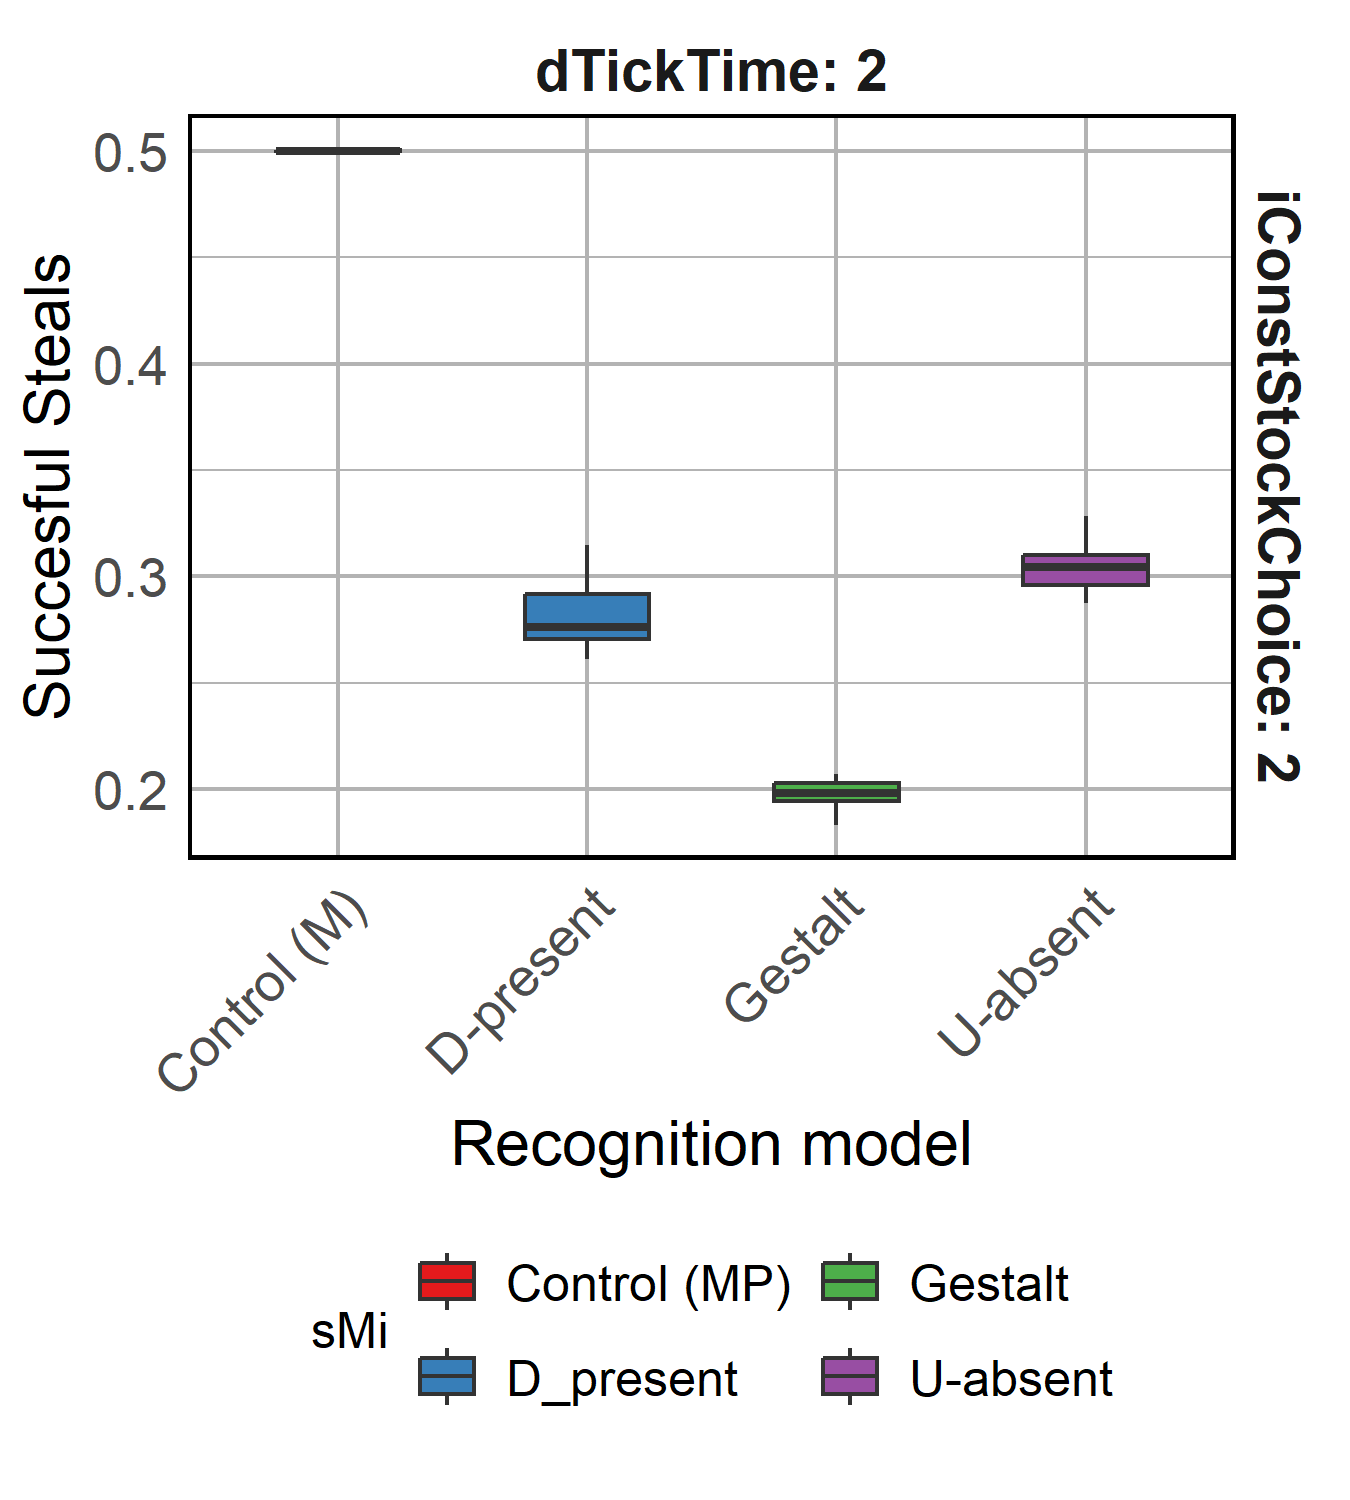 dTickTime: 2
iConstStockChoice: 2
Succesful Steals
0.5
0.4
0.3
0.2
Control (M)
D-present
Gestalt
U-absent
Recognition model
sMi
Control (MP)
Gestalt
D_present
U-absent